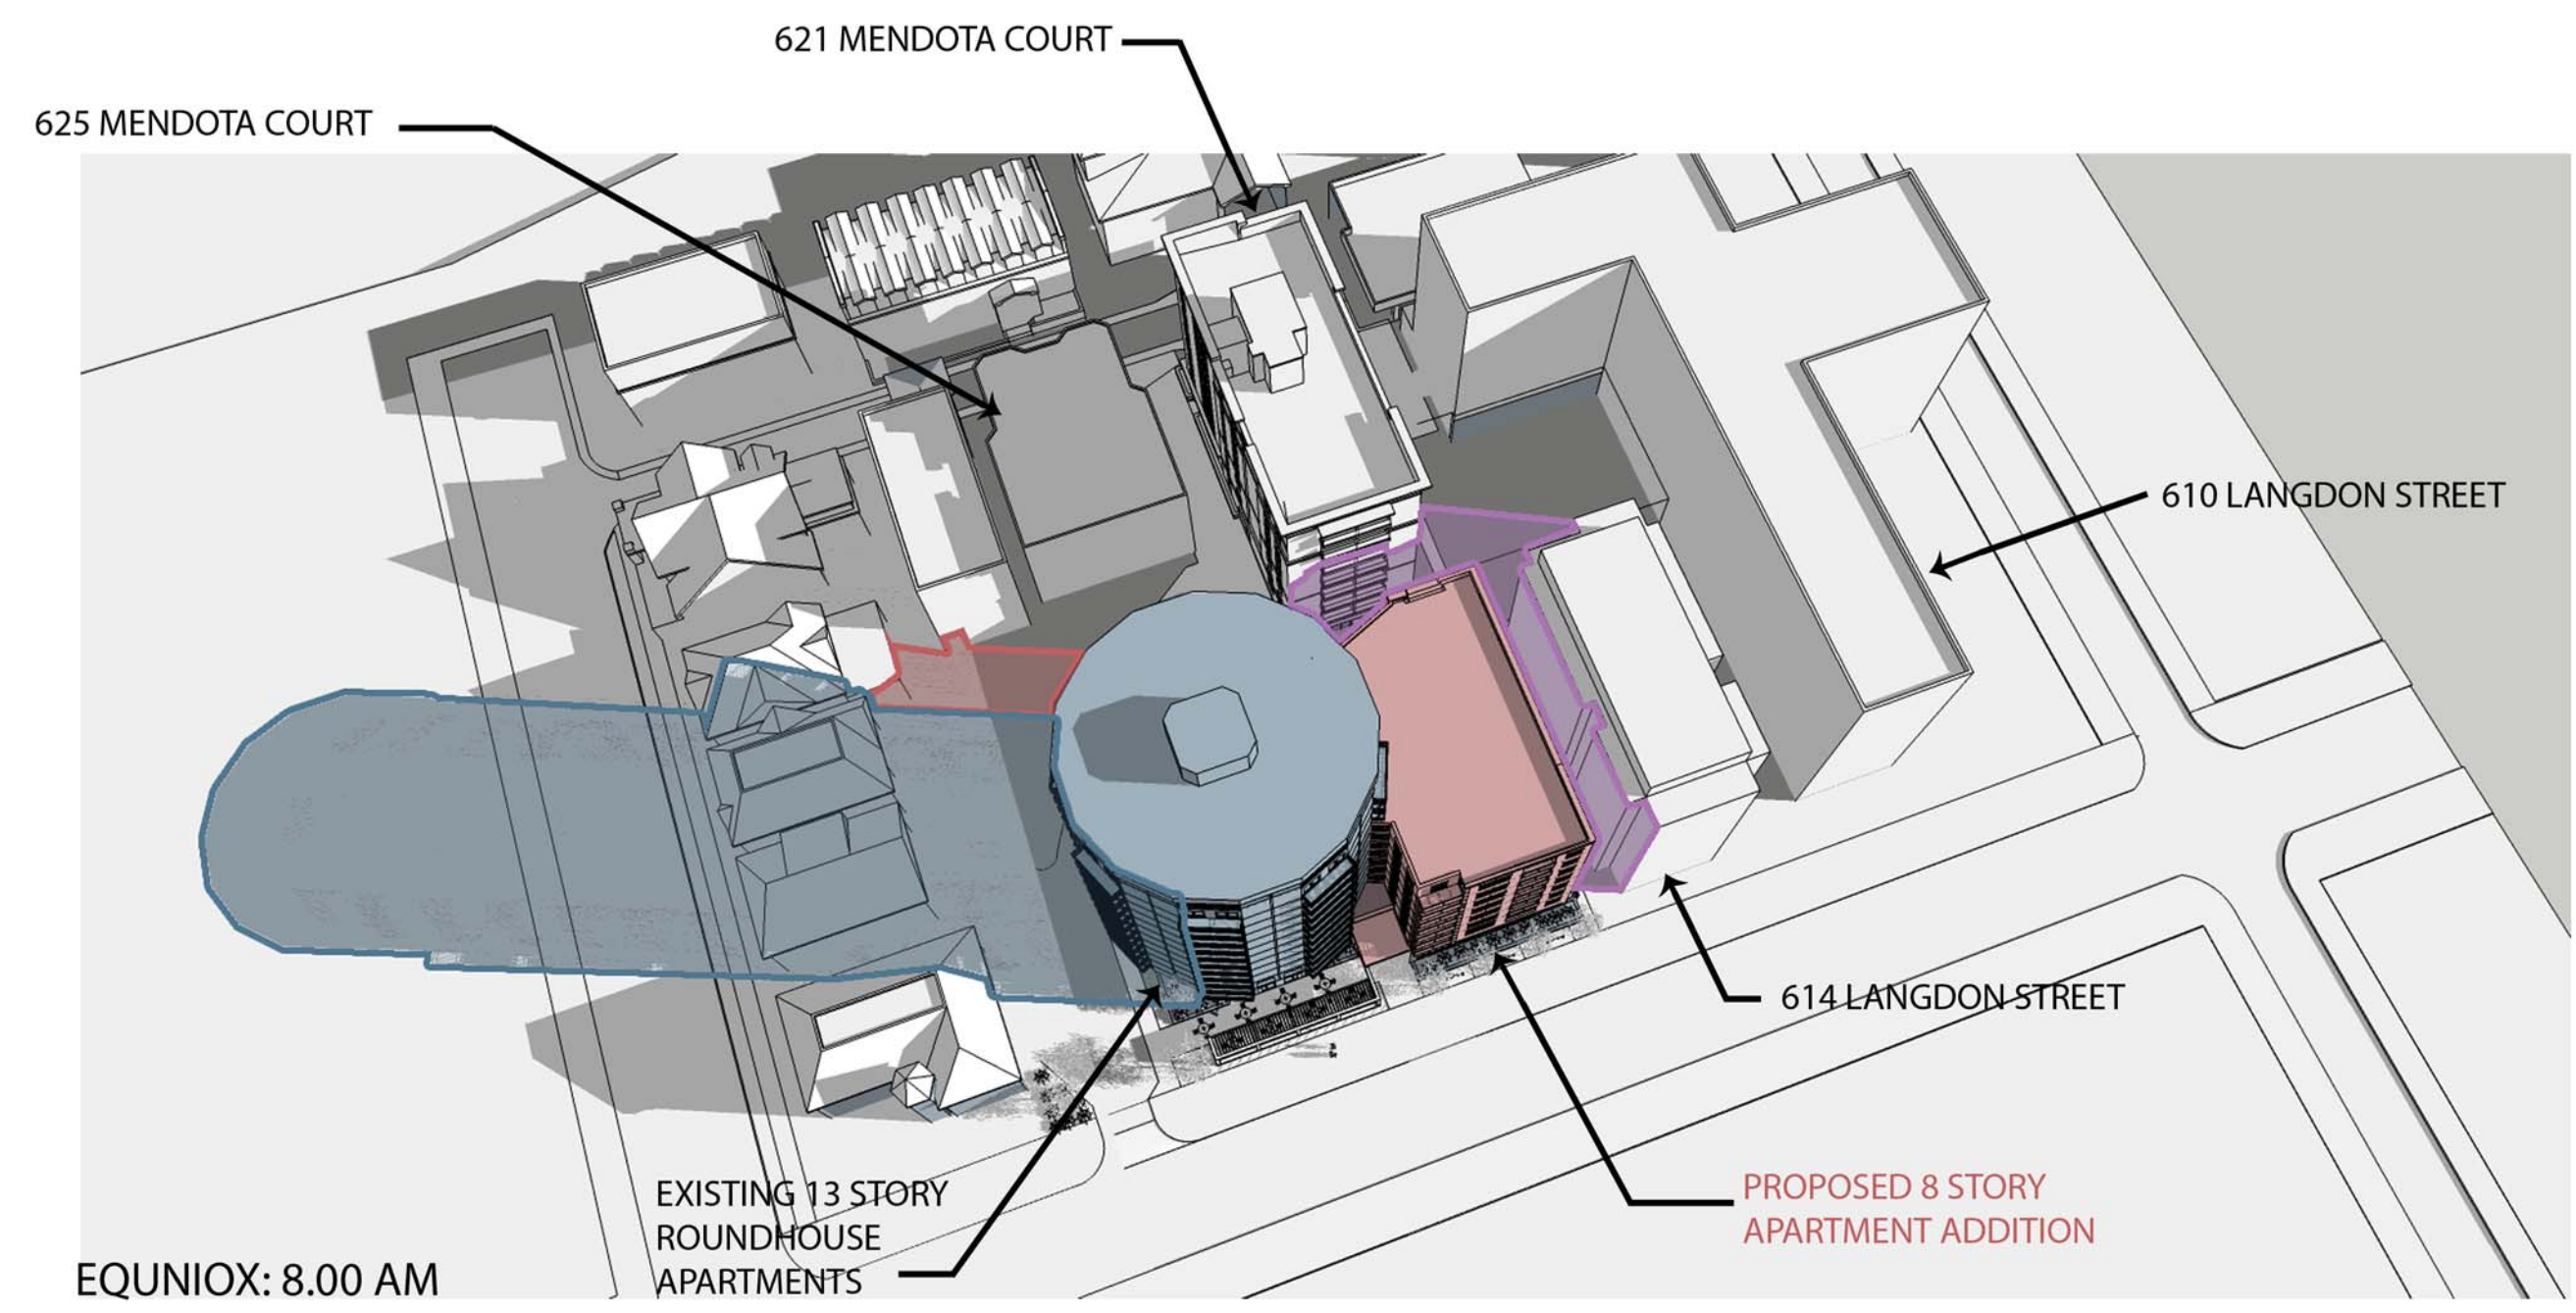 621 MENDOTA COURT
625 MENDOTA COURT
610 LANGDON STREET
614 LANGDON STREET
EXISTING 13 STORY
ROUNDHOUSE
APARTMENTS
PROPOSED 8 STORY
APARTMENT ADDITION
EQUNIOX: 8.00 AM